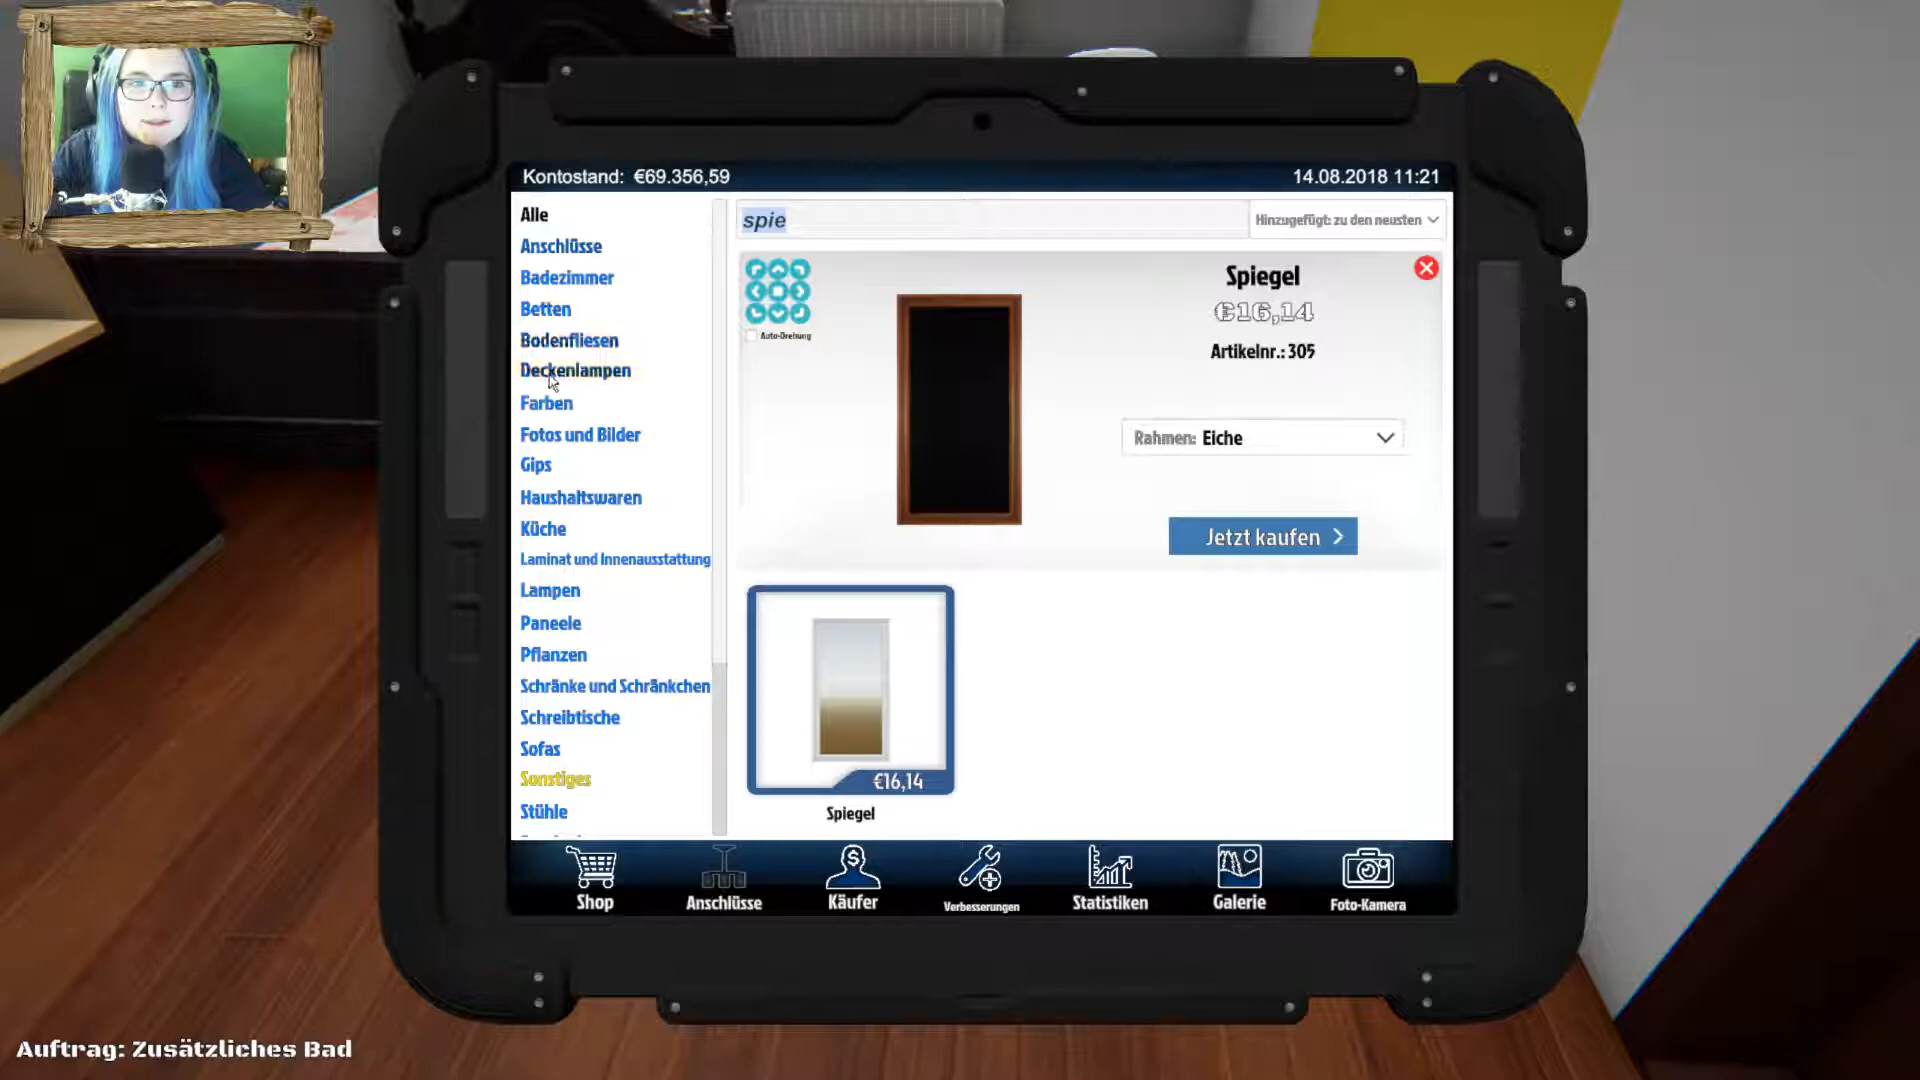 Kontostand: €69.356,59
14.08.2018 11:21
Alle
Anschlüsse
Badezimmer
Betten
Bodenfliesen
Deckenlampen
Farben
Fotos und Bilder
Gips
Haushaltswaren
Küche
Laminat und Innenausstattung
Lampen
Paneele
Pflanzen
Schränke und Schränkchen
Schreibtische
Sofas
Sonstiges
Stühle
spie
Hinzugefügt: zu den neusten
Auto-Drehung
Spiegel
€16,14
Artikelnr.: 305
Rahmen: Eiche
Jetzt kaufen
€16,14
Spiegel
Shop
Anschlüsse
Käufer
Verbesserungen
Statistiken
Galerie
Foto-Kamera
Auftrag: Zusätzliches Bad